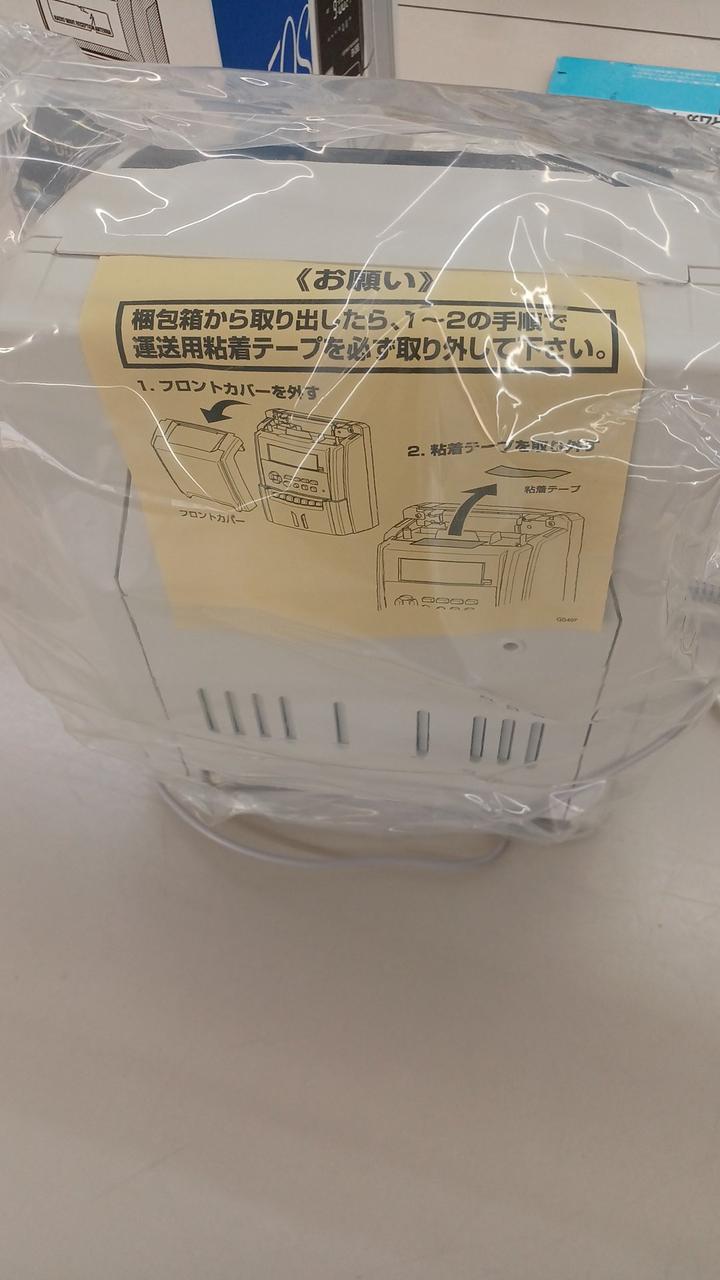 《お願い》
梱包箱から取り出したら、1～2の手順で
運送用粘着テープを必ず取り外して下さい。
1. フロントカバーを外す
2. 粘着テープを取り外す
粘着テープ
フロントカバー